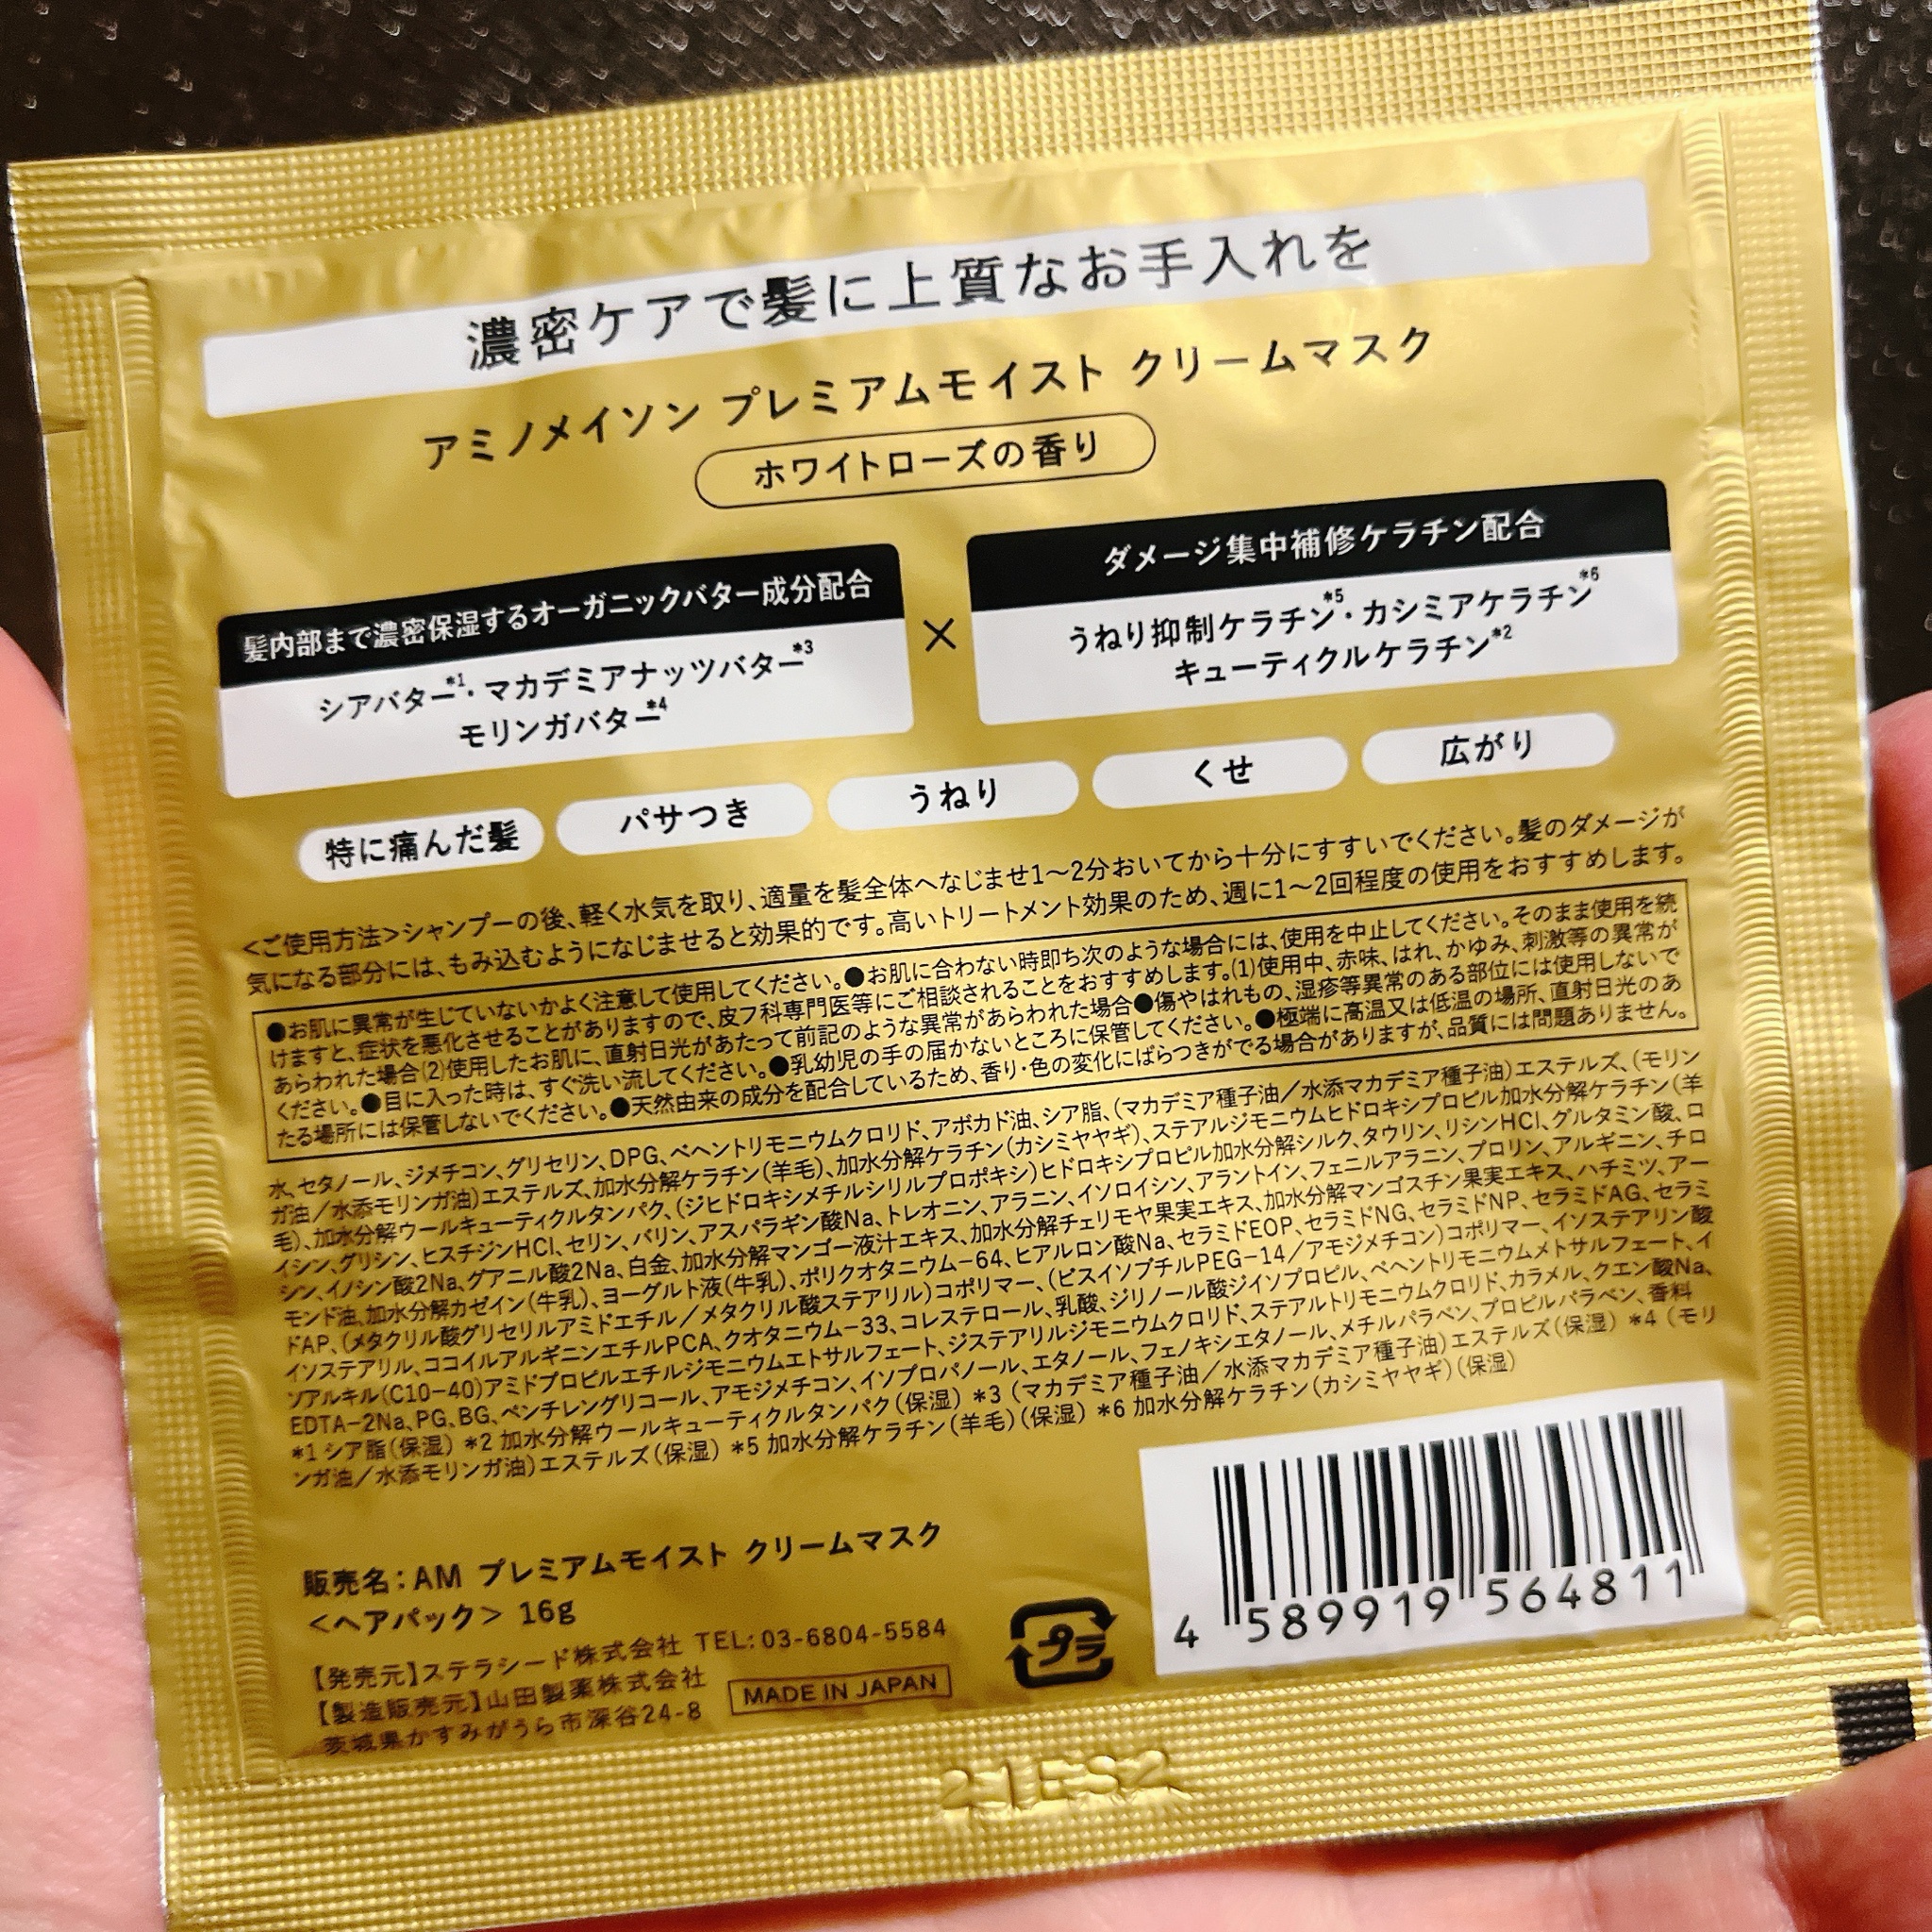 濃密ケアで髪に上質なお手入れを
アミノメイソン プレミアムモイスト クリームマスク
ホワイトローズの香り
髪内部まで濃密保湿するオーガニックバター成分配合
シアバター*1・マカデミアナッツバター*3
モリンガバター*4
×
ダメージ集中補修ケラチン配合
うねり抑制ケラチン*5・カシミアケラチン*6
キューティクルケラチン*2
特に痛んだ髪
パサつき
うねり
くせ
広がり
<ご使用方法>シャンプーの後、軽く水気を取り、適量を髪全体へなじませ1〜2分おいてから十分にすすいでください。髪のダメージが
気になる部分には、もみ込むようになじませると効果的です。高いトリートメント効果のため、週に1〜2回程度の使用をおすすめします。
●お肌に異常が生じていないかよく注意して使用してください。●お肌に合わない時即ち次のような場合には、使用を中止してください。そのまま使用を続
けますと、症状を悪化させることがありますので、皮フ科専門医等にご相談されることをおすすめします。(1)使用中、赤味、はれ、かゆみ、刺激等の異常が
あらわれた場合(2)使用したお肌に、直射日光があたって前記のような異常があらわれた場合●傷やはれもの、湿疹等異常のある部位には使用しないで
ください。●目に入った時は、すぐ洗い流してください。●乳幼児の手の届かないところに保管してください。●極端に高温又は低温の場所、直射日光のあ
たる場所には保管しないでください。●天然由来の成分を配合しているため、香り・色の変化にばらつきがでる場合がありますが、品質には問題ありません。
水、セタノール、ジメチコン、グリセリン、DPG、ベヘントリモニウムクロリド、アボカド油、シア脂、(マカデミア種子油/水添マカデミア種子油)エステルズ、(モリン
ガ油/水添モリンガ油)エステルズ、加水分解ケラチン(羊毛)、加水分解ケラチン(カシミヤヤギ)、ステアルジモニウムヒドロキシプロピル加水分解ケラチン(羊
毛)、加水分解ウールキューティクルタンパク、(ジヒドロキシメチルシリルプロポキシ)ヒドロキシプロピル加水分解シルク、タウリン、リシンHCl、グルタミン酸、ロ
イシン、グリシン、ヒスチジンHCl、セリン、バリン、アスパラギン酸Na、トレオニン、アラニン、イソロイシン、アラントイン、フェニルアラニン、プロリン、アルギニン、チロ
シン、イノシン酸2Na、グアニル酸2Na、白金、加水分解マンゴー液汁エキス、加水分解チェリモヤ果実エキス、加水分解マンゴスチン果実エキス、ハチミツ、アー
モンド油、加水分解カゼイン(牛乳)、ヨーグルト液(牛乳)、ポリクオタニウム-64、ヒアルロン酸Na、セラミドEOP、セラミドNG、セラミドNP、セラミドAG、セラミ
ドAP、(メタクリル酸グリセリルアミドエチル/メタクリル酸ステアリル)コポリマー、(ビスイソブチルPEG-14/アモジメチコン)コポリマー、イソステアリン酸
イソステアリル、ココイルアルギニンエチルPCA、クオタニウム-33、コレステロール、乳酸、ジリノール酸ジイソプロピル、ベヘントリモニウムメトサルフェート、イ
ソアルキル(C10-40)アミドプロピルエチルジモニウムエトサルフェート、ジステアリルジモニウムクロリド、ステアルトリモニウムクロリド、カラメル、クエン酸Na、
EDTA-2Na、PG、BG、ペンチレングリコール、アモジメチコン、イソプロパノール、エタノール、フェノキシエタノール、メチルパラベン、プロピルパラベン、香料
*1 シア脂(保湿) *2 加水分解ウールキューティクルタンパク(保湿) *3 (マカデミア種子油/水添マカデミア種子油)エステルズ(保湿) *4 (モリ
ンガ油/水添モリンガ油)エステルズ(保湿) *5 加水分解ケラチン(羊毛)(保湿) *6 加水分解ケラチン(カシミヤヤギ)(保湿)
販売名:AM プレミアムモイスト クリームマスク
<ヘアパック> 16g
【発売元】ステラシード株式会社 TEL:03-6804-5584
【製造販売元】山田製薬株式会社
茨城県かすみがうら市深谷24-8
MADE IN JAPAN
プラ
4 589919 564811
21ES2